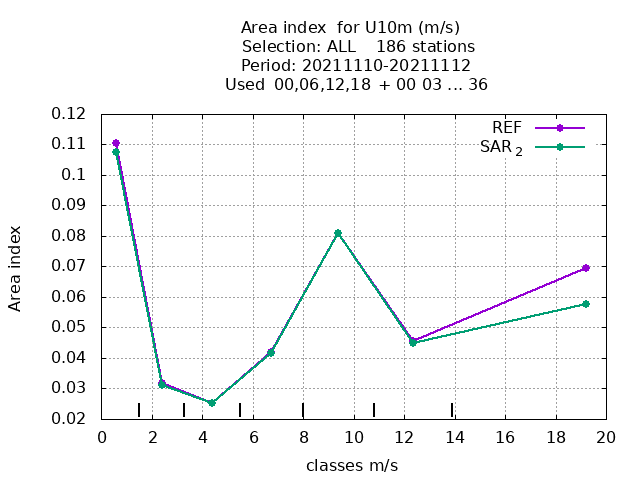 Area index for U10m (m/s)
Selection: ALL 186 stations
Period: 20211110-20211112
Used 00,06,12,18 + 00 03 ... 36
0.12
0.11
0.1
0.09
0.08
0.07
0.06
0.05
0.04
0.03
0.02
Area index
REF
SAR 2
0 2 4 6 8 10 12 14 16 18 20
classes m/s